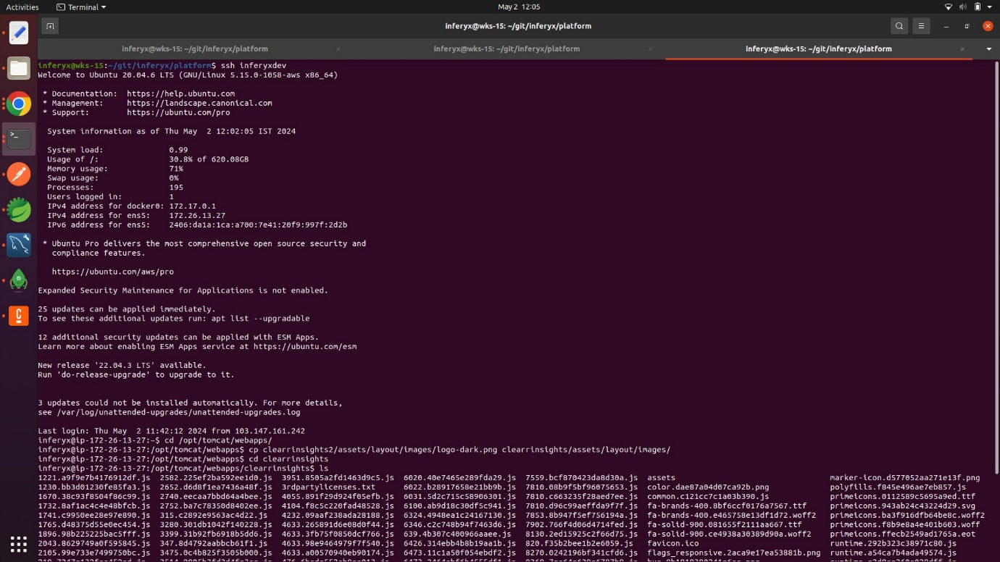 Activities Terminal May 2 12:05
inferyx@wks-15: ~/git/inferyx/platform
inferyx@wks-15: ~/git/inferyx/platform inferyx@wks-15: ~/git/inferyx/platform inferyx@wks-15: ~/git/inferyx/platform
inferyx@wks-15:~/git/inferyx/platform$ ssh inferyxdev
Welcome to Ubuntu 20.04.6 LTS (GNU/Linux 5.15.0-1058-aws x86_64)
* Documentation: https://help.ubuntu.com
* Management: https://landscape.canonical.com
* Support: https://ubuntu.com/pro
System information as of Thu May 2 12:02:05 IST 2024
System load: 0.99
Usage of /: 30.8% of 620.08GB
Memory usage: 71%
Swap usage: 0%
Processes: 195
Users logged in: 1
IPv4 address for docker0: 172.17.0.1
IPv4 address for ens5: 172.26.13.27
IPv6 address for ens5: 2406:da1a:1ca:a700:7e41:20f9:997f:2d2b
* Ubuntu Pro delivers the most comprehensive open source security and
compliance features.
https://ubuntu.com/aws/pro
Expanded Security Maintenance for Applications is not enabled.
25 updates can be applied immediately.
To see these additional updates run: apt list --upgradable
12 additional security updates can be applied with ESM Apps.
Learn more about enabling ESM Apps service at https://ubuntu.com/esm
New release '22.04.3 LTS' available.
Run 'do-release-upgrade' to upgrade to it.
3 updates could not be installed automatically. For more details,
see /var/log/unattended-upgrades/unattended-upgrades.log
Last login: Thu May 2 11:42:12 2024 from 103.147.161.242
inferyx@ip-172-26-13-27:~$ cd /opt/tomcat/webapps/
inferyx@ip-172-26-13-27:/opt/tomcat/webapps$ cp clearrinsights2/assets/layout/images/logo-dark.png clearrinsights/assets/layout/images/
inferyx@ip-172-26-13-27:/opt/tomcat/webapps$ cd clearrinsights
inferyx@ip-172-26-13-27:/opt/tomcat/webapps/clearrinsights$ ls
1221.a9f9e7b4176912df.js 2582.225ef2ba592ee1d0.js 3951.8505a2fd1463d9c5.js 6020.40e7465e289fda29.js 7559.bcf870423da8d30a.js assets marker-icon.d577052aa271e13f.png
1230.bb3d01230fe85fa3.js 2652.d6d8f1ea7436a48f.js 3rdpartylicenses.txt 6022.b28917658e21bb9b.js 7810.08b9f5bf96075653.js color.dae87a04d07ca92b.png polyfills.f845e496ae7eb857.js
1670.38c93f8504f86c99.js 2740.eecaa7bbd64a4bee.js 4055.891f29d924f05efb.js 6031.5d2c715c58906301.js 7810.c663235f28aed7ee.js common.c121cc7c1a03b390.js primeicons.0112589c5695a9ed.ttf
1732.8af1ac4c4e48bfcb.js 2752.ba7c78350d8402ee.js 4104.f8c5c220fad48528.js 6100.ab9d18c30df5c941.js 7810.d96c99aeffda9f7f.js fa-brands-400.8bf6ccf0176a7567.ttf primeicons.943ab24c43224d29.svg
1741.c9950ee28e97e890.js 315.c2892e9563ac4d22.js 4232.09aaf238ada28188.js 6324.4948ea1c24167130.js 7853.8b947f5ef756194a.js fa-brands-400.e465758e13df1d72.woff2 primeicons.ba3f916dfb64be8c.woff2
1765.d48375d55e0ec454.js 3280.301db1042f140228.js 4633.265891d6e08d0f44.js 6346.c2c748b94f7463d6.js 7902.766f4d06d4714fed.js fa-solid-900.081655f2111aa667.ttf primeicons.f8b9e8a4e401b603.woff
1896.98b225225bac5fff.js 3399.31b92fb6918b5dd6.js 4633.3fb75f0850dcf766.js 639.4b307c400966aaee.js 8130.2ed15925c2f66d75.js fa-solid-900.ce4938a30389d90a.woff2 primeicons.ffecb2549ad1765a.eot
2043.8629749a0f595845.js 347.8d4792aabbcb61f1.js 4633.98e9464979f7f540.js 6426.314ebb4b8b19aa1b.js 820.f35b2bee1b2e6059.js favicon.ico runtime.292b323c38971c80.js
2105.99e733e7499750bc.js 3475.0c4b825f3505b000.js 4633.a00570940eb90174.js 6473.11c1a50f054ebdf2.js 8270.0242196bf341cfd6.js flags_responsive.2aca9e17ea53881b.png runtime.a54ca7b4ada49574.js